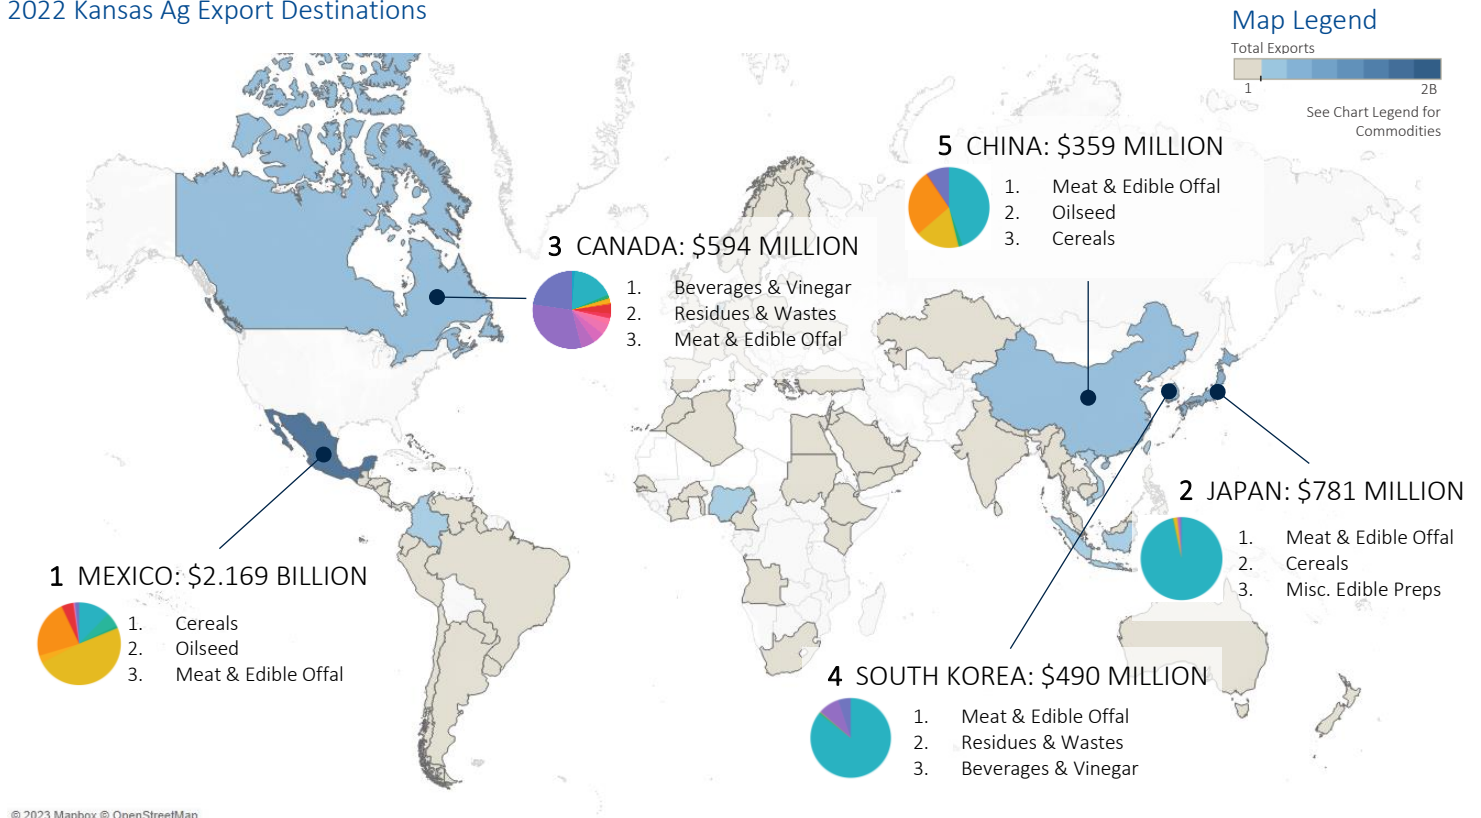 2022 Kansas Ag Export Destinations
Map Legend
Total Exports
1 2B
See Chart Legend for
Commodities
5 CHINA: $359 MILLION
1. Meat & Edible Offal
2. Oilseed
3. Cereals
3 CANADA: $594 MILLION
1. Beverages & Vinegar
2. Residues & Wastes
3. Meat & Edible Offal
2 JAPAN: $781 MILLION
1. Meat & Edible Offal
2. Cereals
3. Misc. Edible Preps
1 MEXICO: $2.169 BILLION
1. Cereals
2. Oilseed
3. Meat & Edible Offal
4 SOUTH KOREA: $490 MILLION
1. Meat & Edible Offal
2. Residues & Wastes
3. Beverages & Vinegar
© 2023 Mapbox © OpenStreetMap